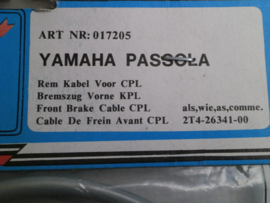 ART NR:017205
YAMAHA PASSOLA
Rem Kabel Voor CPL
Bremszug Vorne KPL
Front Brake Cable CPL als,wie,as,comme.
Cable De Frein Avant CPL 2T4-26341-00